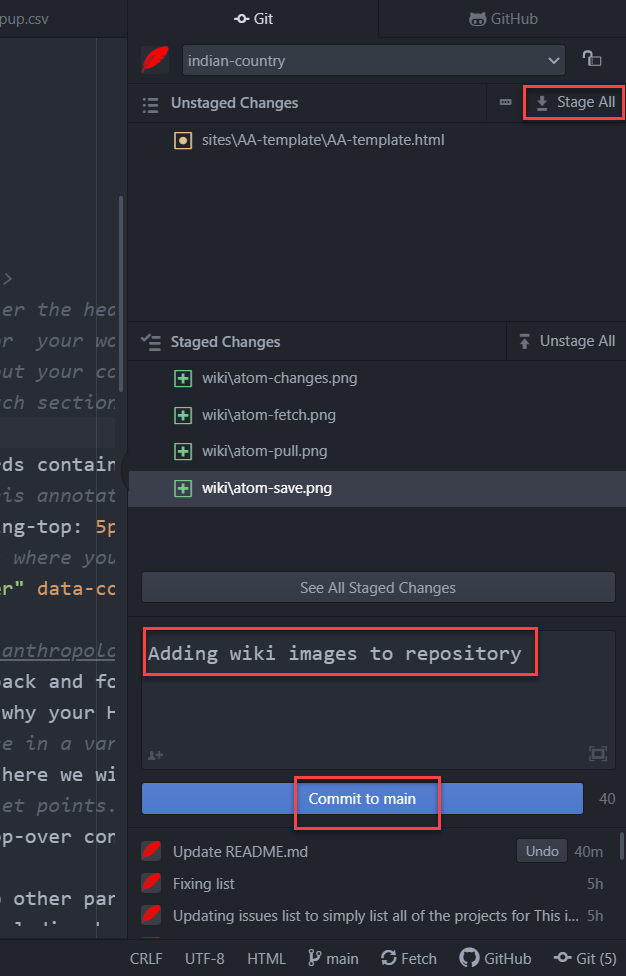 pup.csv
Git
GitHub
indian-country
Unstaged Changes
Stage All
sites\AA-template\AA-template.html
Staged Changes
Unstage All
wiki\atom-changes.png
wiki\atom-fetch.png
wiki\atom-pull.png
wiki\atom-save.png
See All Staged Changes
Adding wiki images to repository
Commit to main
40
Update README.md
Undo
40m
Fixing list
5h
Updating issues list to simply list all of the projects for This i...
5h
>
er the hea
or your wo
out your co
ch section
rds contain
is annotat
ng-top: 5p
where you
er" data-co
anthropolo
back and fo
why your H
e in a var
here we wi
et points.
op-over con
o other par
CRLF
UTF-8
HTML
main
Fetch
GitHub
Git (5)